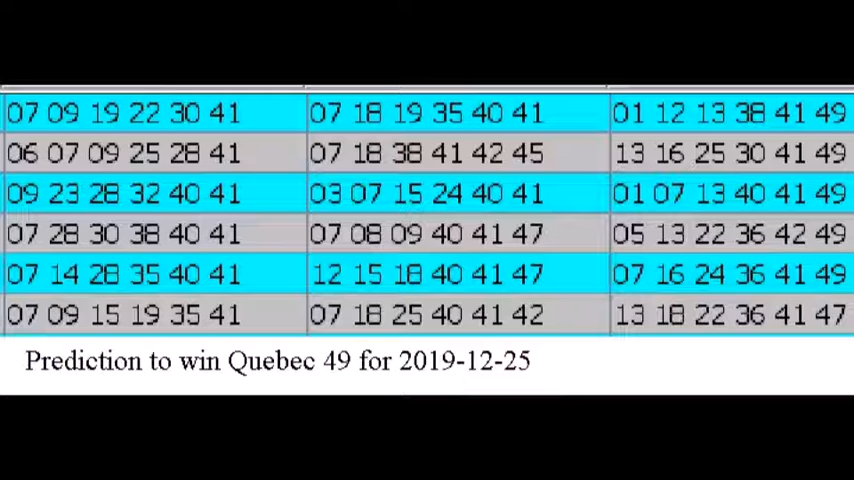 07 09 19 22 30 41 07 18 19 35 40 41 01 12 13 38 41 49
06 07 09 25 28 41 07 18 38 41 42 45 13 16 25 30 41 49
09 23 28 32 40 41 03 07 15 24 40 41 01 07 13 40 41 49
07 28 30 38 40 41 07 08 09 40 41 47 05 13 22 36 42 49
07 14 28 35 40 41 12 15 18 40 41 47 07 16 24 36 41 49
07 09 15 19 35 41 07 18 25 40 41 42 13 18 22 36 41 47
Prediction to win Quebec 49 for 2019-12-25